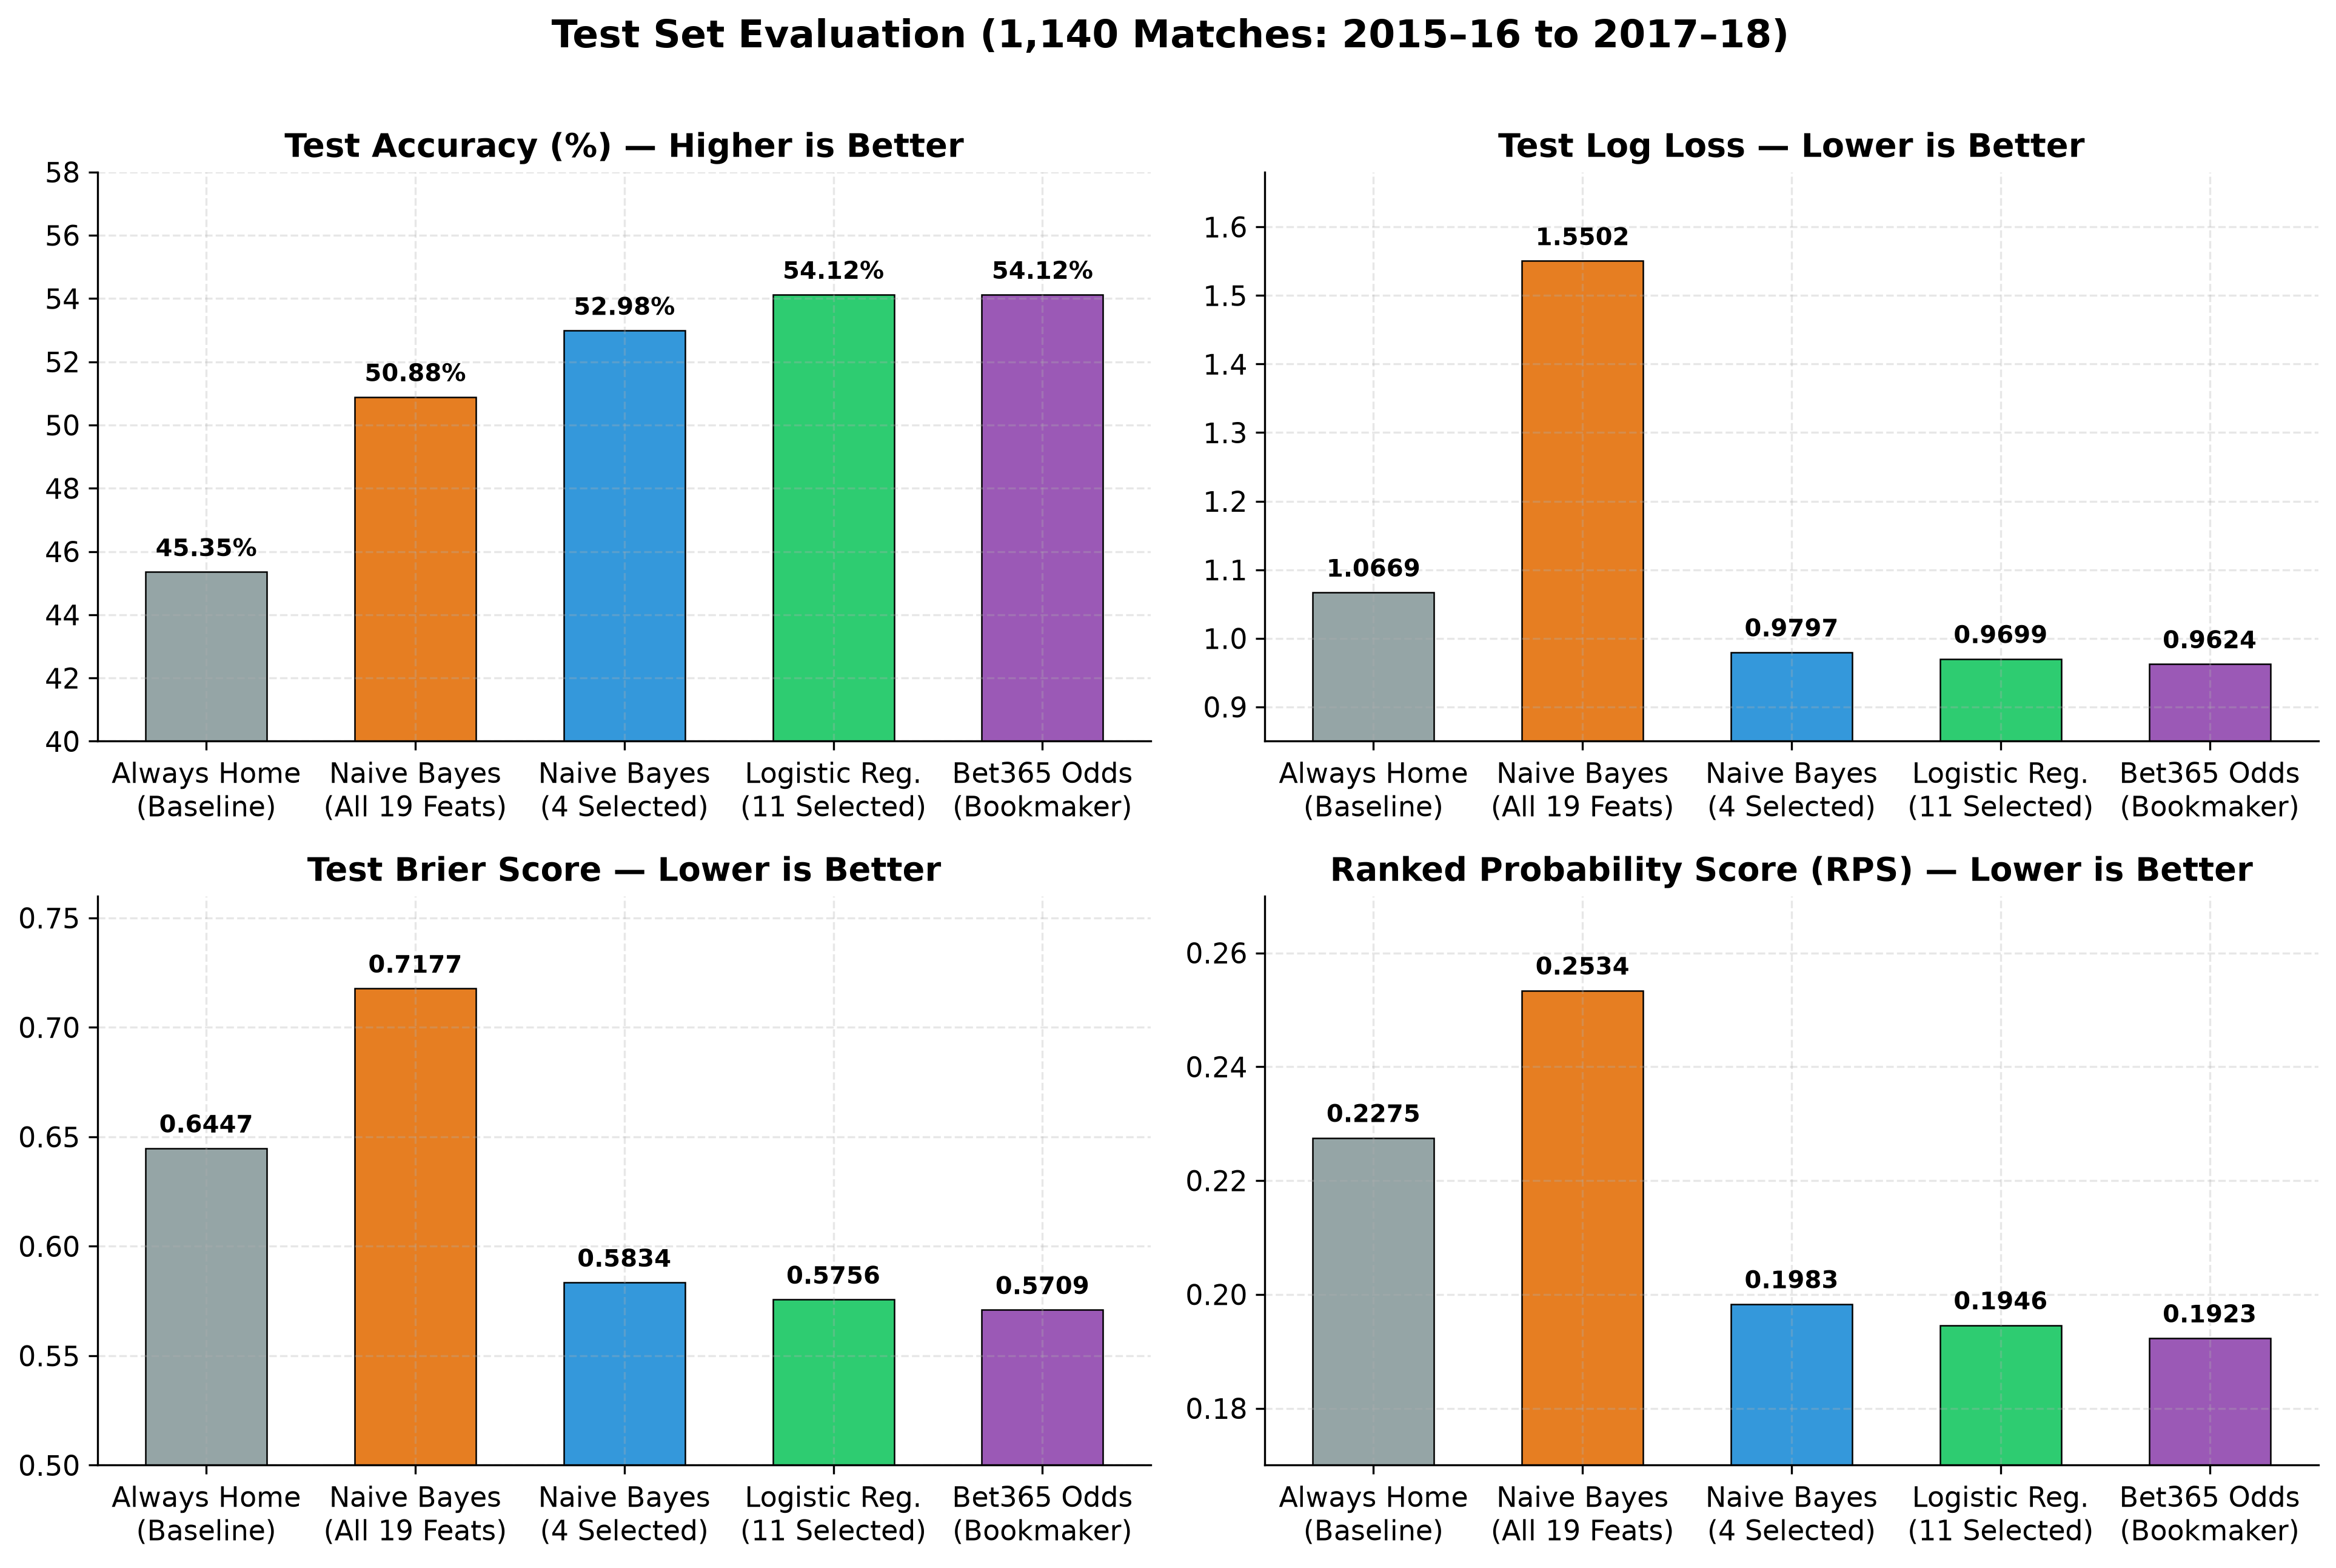 Test Set Evaluation (1,140 Matches: 2015–16 to 2017–18)
Test Accuracy (%) — Higher is Better
58
56
54
52
50
48
46
44
42
40
45.35%
50.88%
52.98%
54.12%
54.12%
Always Home
(Baseline)
Naive Bayes
(All 19 Feats)
Naive Bayes
(4 Selected)
Logistic Reg.
(11 Selected)
Bet365 Odds
(Bookmaker)
Test Log Loss — Lower is Better
1.6
1.5
1.4
1.3
1.2
1.1
1.0
0.9
1.0669
1.5502
0.9797
0.9699
0.9624
Always Home
(Baseline)
Naive Bayes
(All 19 Feats)
Naive Bayes
(4 Selected)
Logistic Reg.
(11 Selected)
Bet365 Odds
(Bookmaker)
Test Brier Score — Lower is Better
0.75
0.70
0.65
0.60
0.55
0.50
0.6447
0.7177
0.5834
0.5756
0.5709
Always Home
(Baseline)
Naive Bayes
(All 19 Feats)
Naive Bayes
(4 Selected)
Logistic Reg.
(11 Selected)
Bet365 Odds
(Bookmaker)
Ranked Probability Score (RPS) — Lower is Better
0.26
0.24
0.22
0.20
0.18
0.2275
0.2534
0.1983
0.1946
0.1923
Always Home
(Baseline)
Naive Bayes
(All 19 Feats)
Naive Bayes
(4 Selected)
Logistic Reg.
(11 Selected)
Bet365 Odds
(Bookmaker)